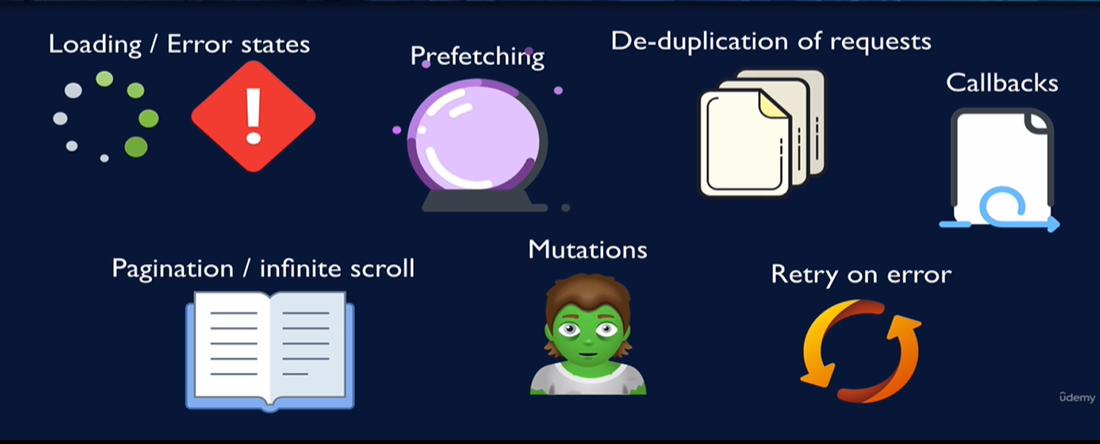 Loading / Error states
Prefetching
De-duplication of requests
Callbacks
Pagination / infinite scroll
Mutations
Retry on error
ûdemy